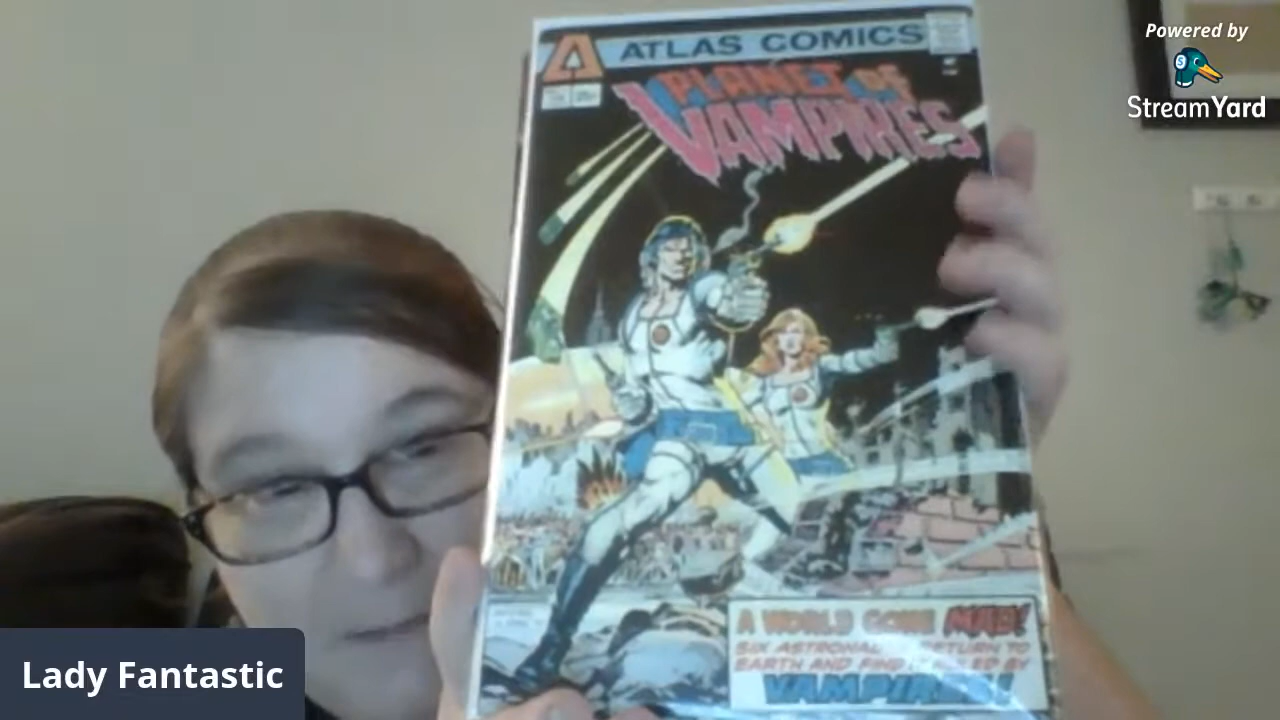 Powered by
StreamYard
ATLAS COMICS
PLANET OF
VAMPIRES
A WORLD GONE MAD!
SIX ASTRONAU RETURN TO
EARTH AND FIND IT RULED BY
VAMPIRES!
Lady Fantastic